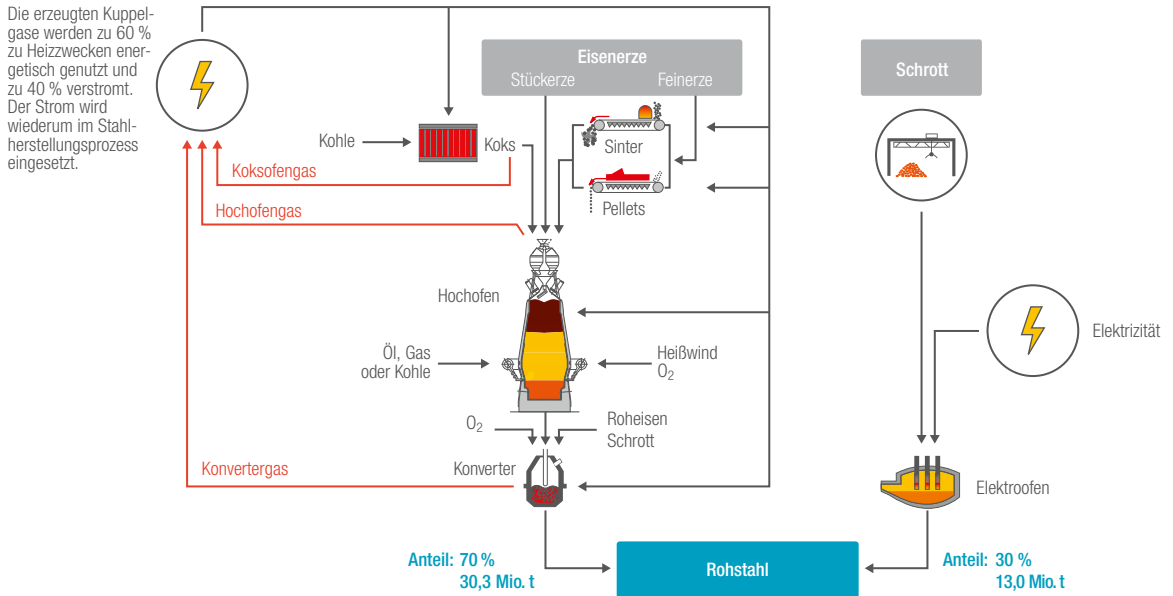 Die erzeugten Kuppel-
gase werden zu 60 %
zu Heizzwecken ener-
getisch genutzt und
zu 40 % verstromt.
Der Strom wird
wiederum im Stahl-
herstellungsprozess
eingesetzt.
Eisenerze
Stückerze
Feinerze
Schrott
Kohle
Koks
Sinter
Koksofengas
Pellets
Hochofengas
Hochofen
Elektrizität
Öl, Gas
oder Kohle
Heißwind
O2
O2
Roheisen
Schrott
Konvertergas
Konverter
Elektroofen
Anteil: 70 %
30,3 Mio. t
Rohstahl
Anteil: 30 %
13,0 Mio. t